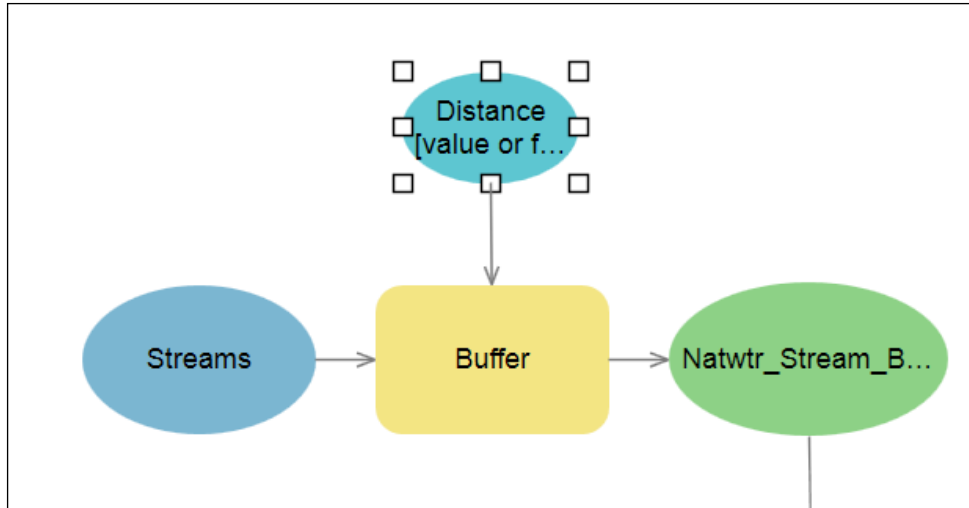 Distance
[value or f...
Streams
Buffer
Natwtr_Stream_B...